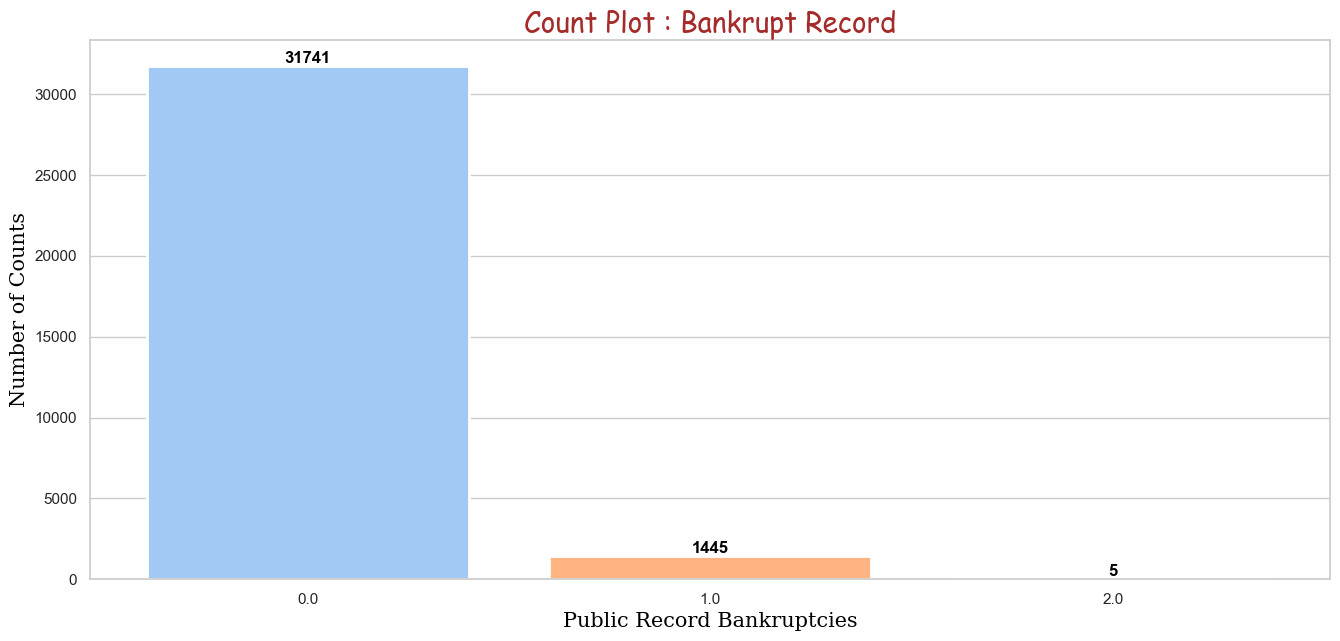 Count Plot : Bankrupt Record
31741
1445
5
30000
25000
20000
15000
10000
5000
0
Number of Counts
0.0 1.0 2.0
Public Record Bankruptcies